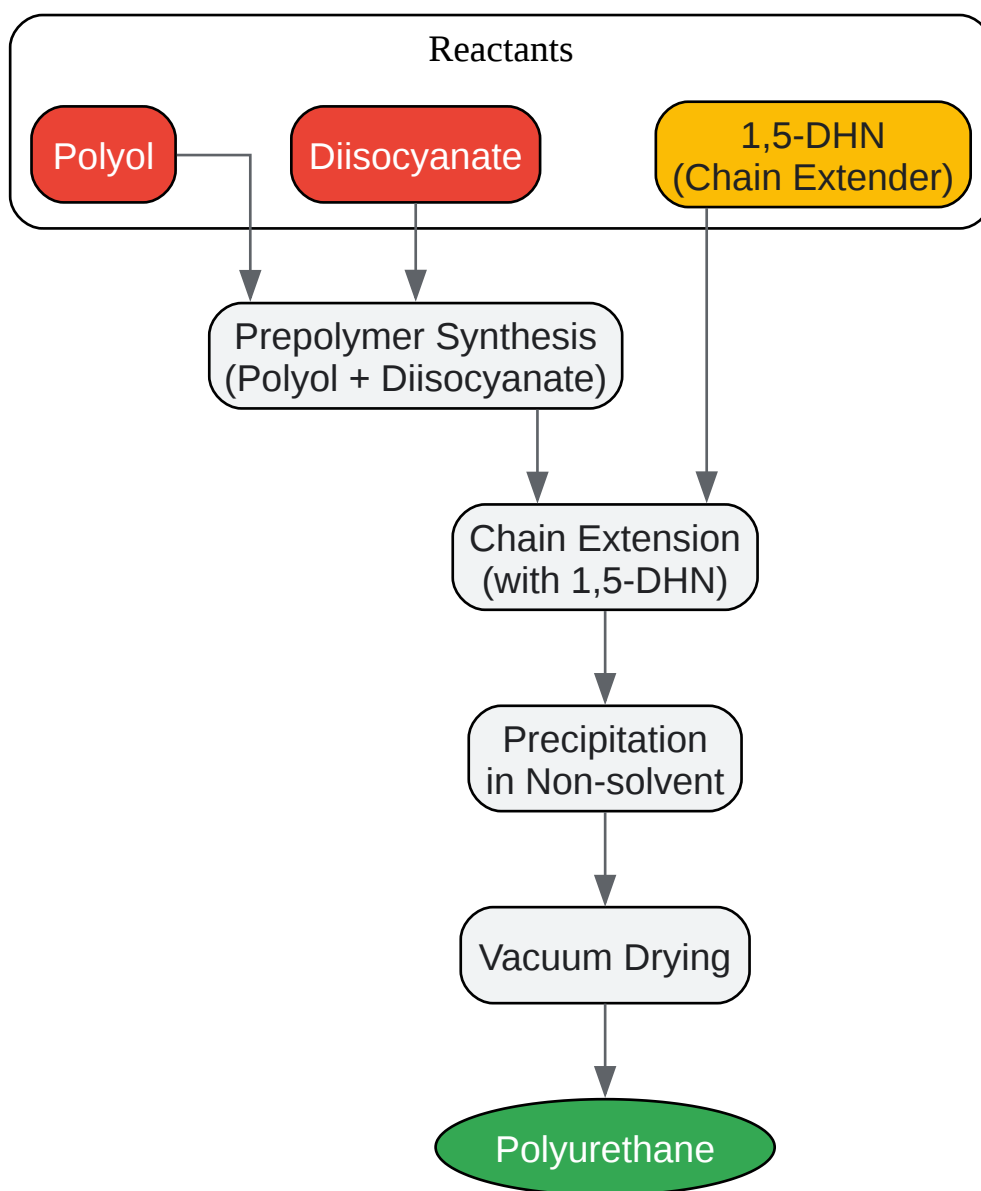 Reactants
Polyol
Diisocyanate
1,5-DHN
(Chain Extender)
Prepolymer Synthesis
(Polyol + Diisocyanate)
Chain Extension
(with 1,5-DHN)
Precipitation
in Non-solvent
Vacuum Drying
Polyurethane